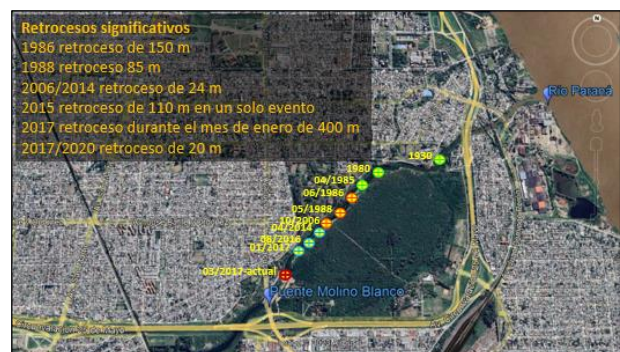 Retrocesos significativos
1986 retroceso de 150 m
1988 retroceso 85 m
2006/2014 retroceso de 24 m
2015 retroceso de 110 m en un solo evento
2017 retroceso durante el mes de enero de 400 m
2017/2020 retroceso de 20 m
N
Río Paraná
1930
1980
04/1985
06/1986
05/1988
10/2006
04/2014
08/2016
01/2017
03/2017-actual
Puente Molino Blanco